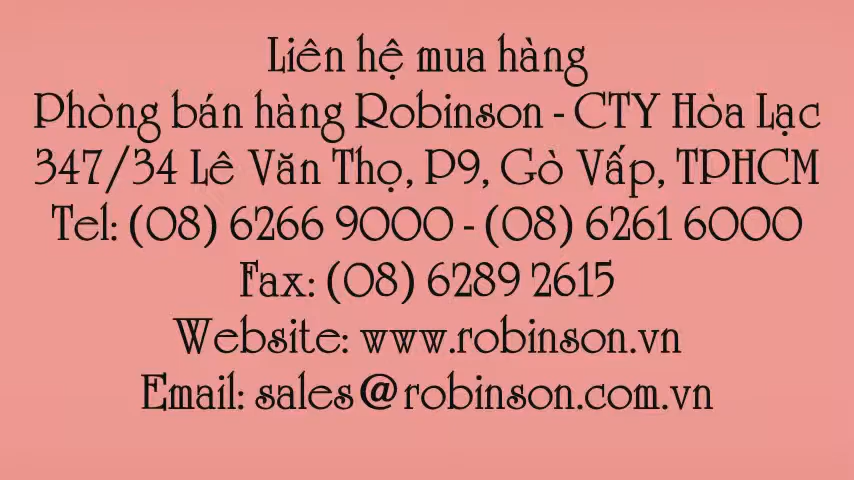 Liên hệ mua hàng
Phòng bán hàng Robinson - CTY Hòa Lạc
347/34 Lê Văn Thọ, P9, Gò Vấp, TPHCM
Tel: (08) 6266 9000 - (08) 6261 6000
Fax: (08) 6289 2615
Website: www.robinson.vn
Email: sales@robinson.com.vn